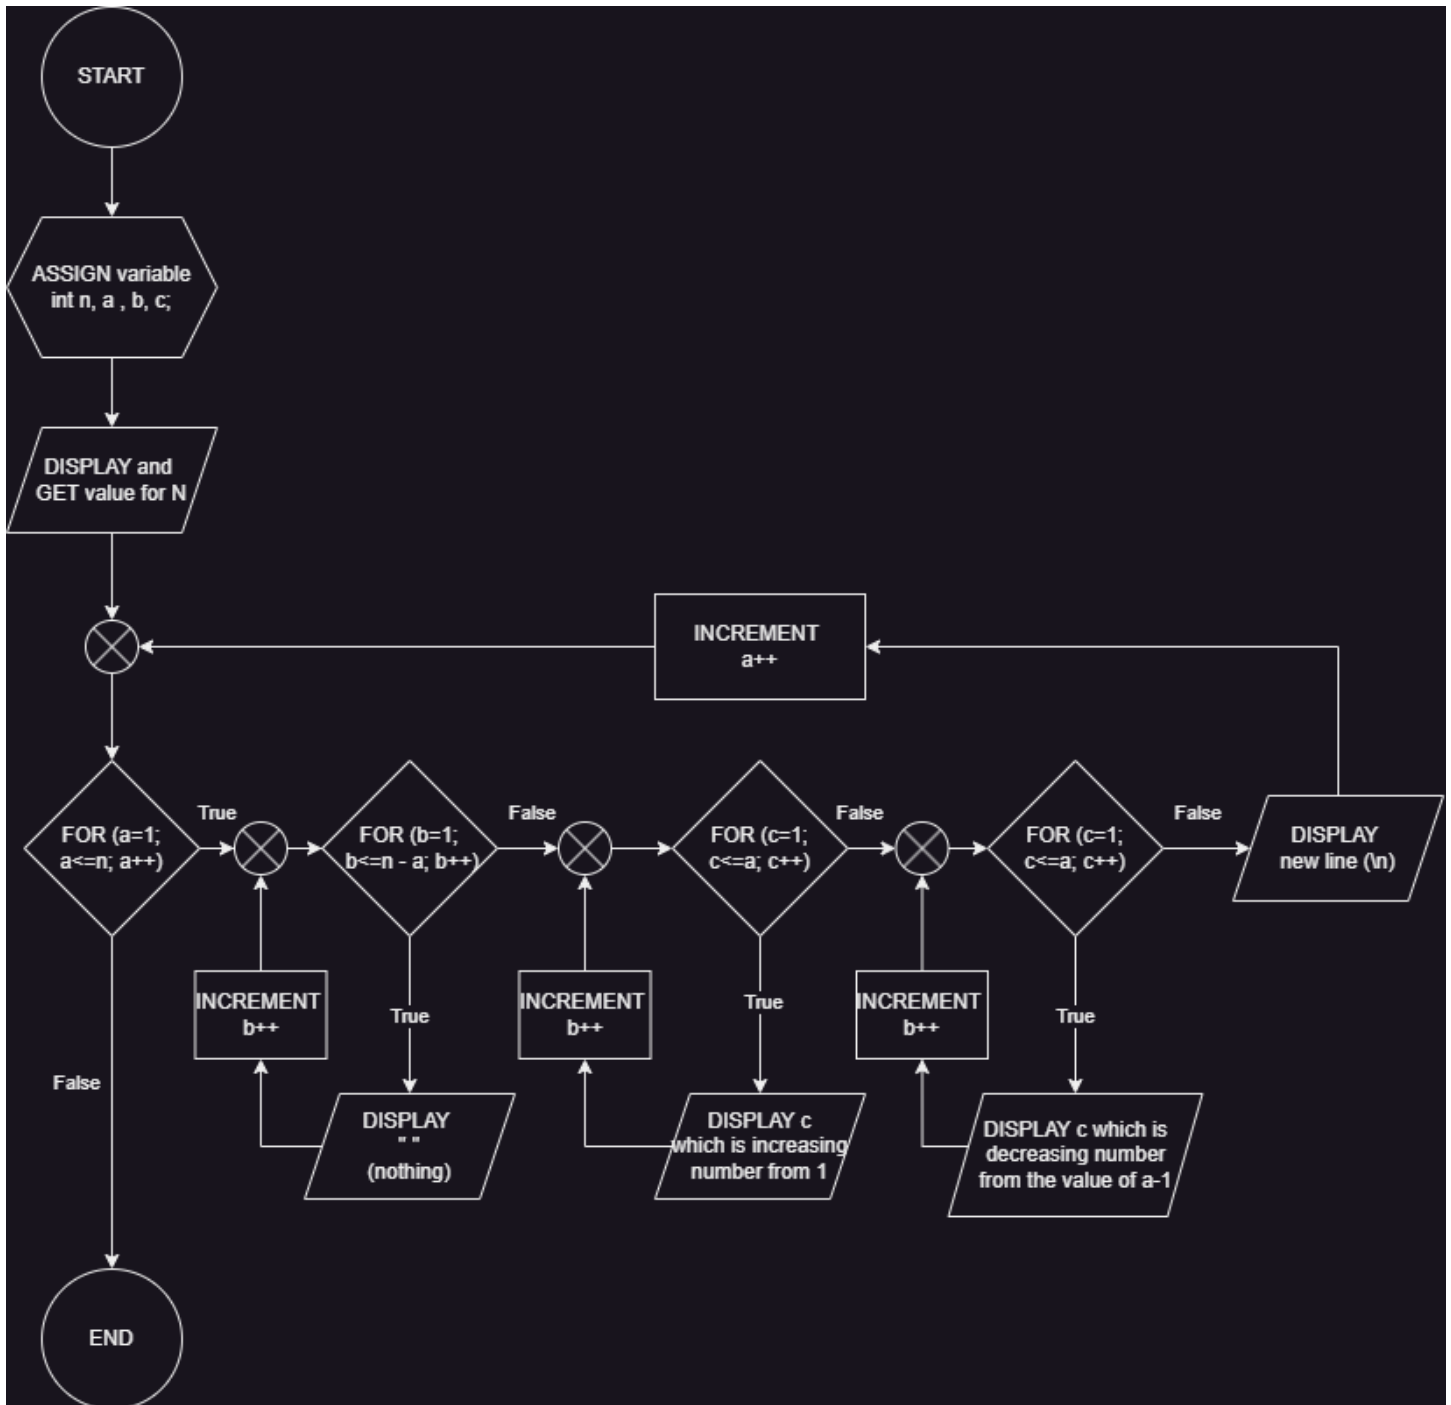 START
ASSIGN variable
int n, a , b, c;
DISPLAY and
GET value for N
INCREMENT
a++
FOR (a=1;
a<=n; a++)
True
FOR (b=1;
b<=n - a; b++)
False
FOR (c=1;
c<=a; c++)
False
FOR (c=1;
c<=a; c++)
False
DISPLAY
new line (\n)
INCREMENT
b++
True
INCREMENT
b++
True
INCREMENT
b++
True
False
DISPLAY
" "
(nothing)
DISPLAY c
which is increasing
number from 1
DISPLAY c which is
decreasing number
from the value of a-1
END